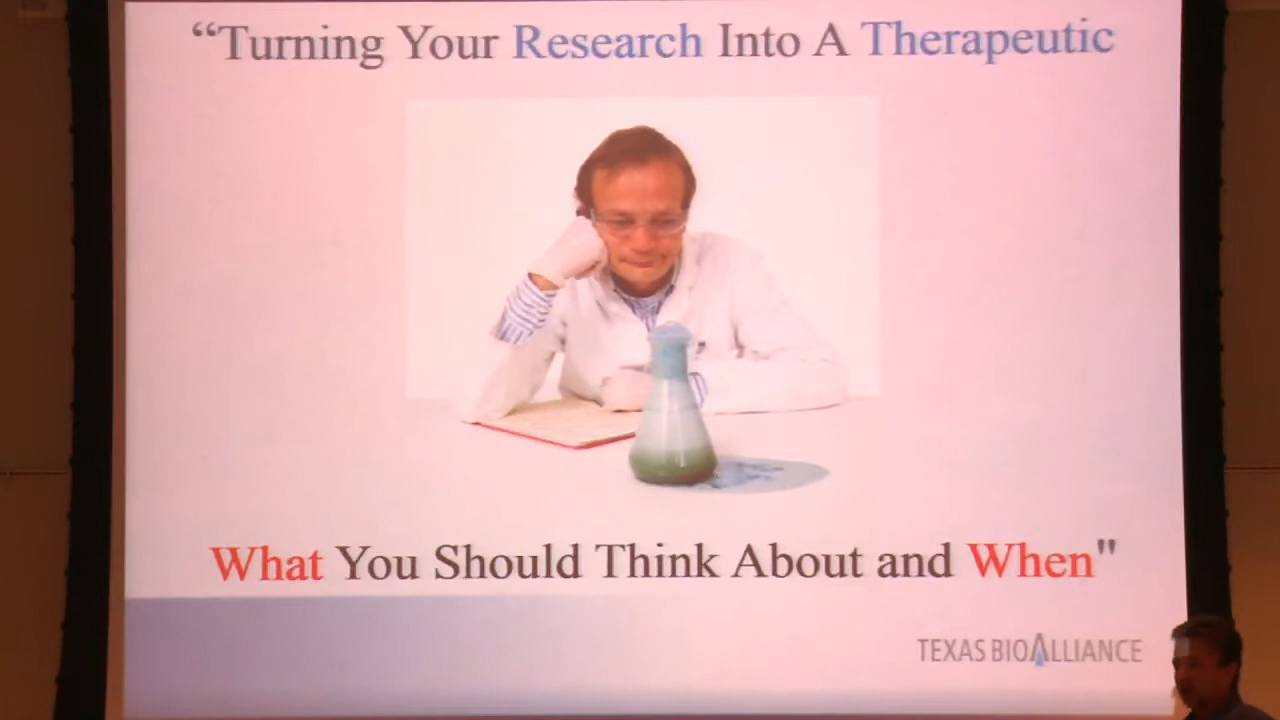 “Turning Your Research Into A Therapeutic
What You Should Think About and When"
TEXAS BIOALLIANCE